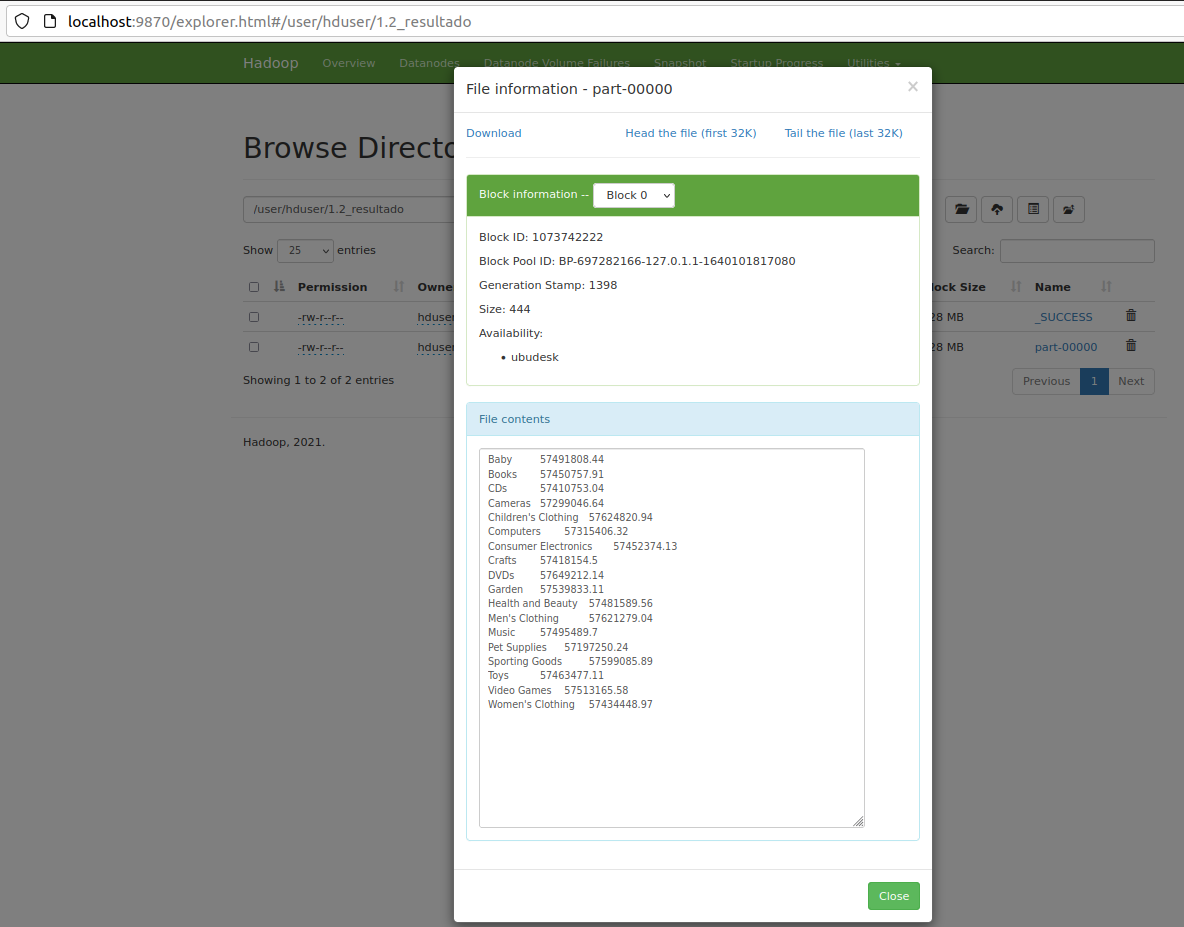 localhost:9870/explorer.html#/user/hduser/1.2_resultado
Hadoop Overview Datanodes Datanode Volume Failures Snapshot Startup Progress Utilities
File information - part-00000 ×
Download Head the file (first 32K) Tail the file (last 32K)
Browse Directo
Block information -- Block 0
/user/hduser/1.2_resultado
Block ID: 1073742222
Show 25 entries
Search:
Block Pool ID: BP-697282166-127.0.1.1-1640101817080
Permission Owne lock Size Name
Generation Stamp: 1398
Size: 444
-rw-r--r-- hduser 28 MB _SUCCESS
Availability:
-rw-r--r-- hduser 28 MB part-00000
• ubudesk
Showing 1 to 2 of 2 entries
Previous 1 Next
File contents
Hadoop, 2021.
Baby 57491808.44
Books 57450757.91
CDs 57410753.04
Cameras 57299046.64
Children's Clothing 57624820.94
Computers 57315406.32
Consumer Electronics 57452374.13
Crafts 57418154.5
DVDs 57649212.14
Garden 57539833.11
Health and Beauty 57481589.56
Men's Clothing 57621279.04
Music 57495489.7
Pet Supplies 57197250.24
Sporting Goods 57599085.89
Toys 57463477.11
Video Games 57513165.58
Women's Clothing 57434448.97
Close